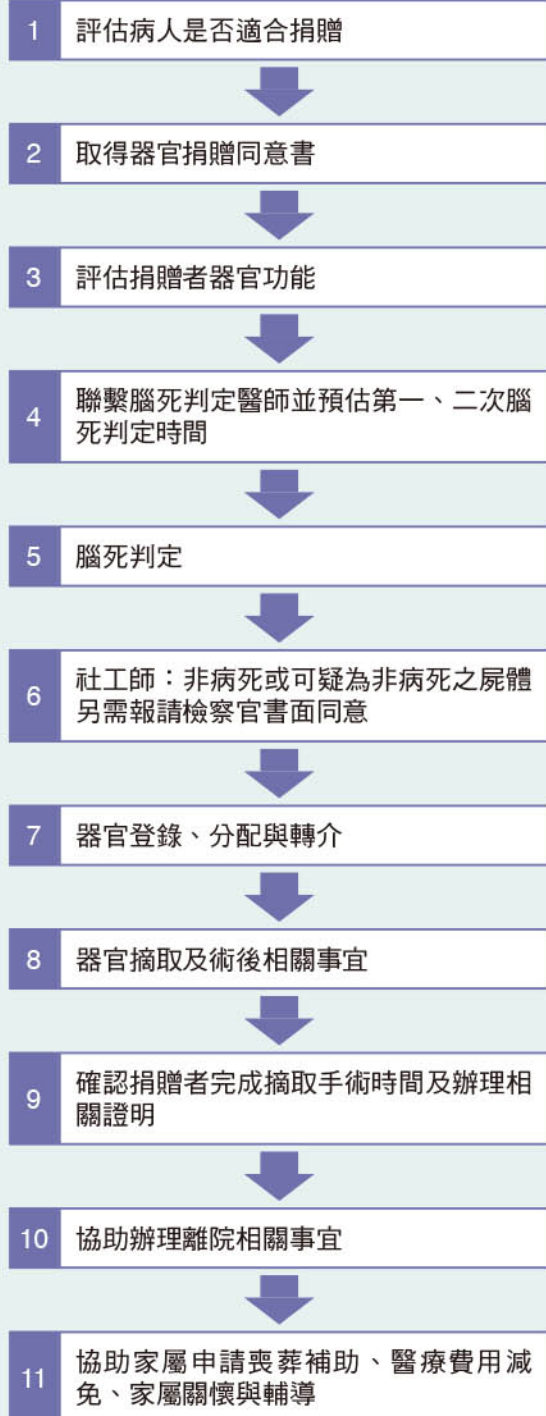 1 評估病人是否適合捐贈
2 取得器官捐贈同意書
3 評估捐贈者器官功能
4 聯繫腦死判定醫師並預估第一、二次腦
死判定時間
5 腦死判定
6 社工師：非病死或可疑為非病死之屍體
另需報請檢察官書面同意
7 器官登錄、分配與轉介
8 器官摘取及術後相關事宜
9 確認捐贈者完成摘取手術時間及辦理相
關證明
10 協助辦理離院相關事宜
11 協助家屬申請喪葬補助、醫療費用減
免、家屬關懷與輔導